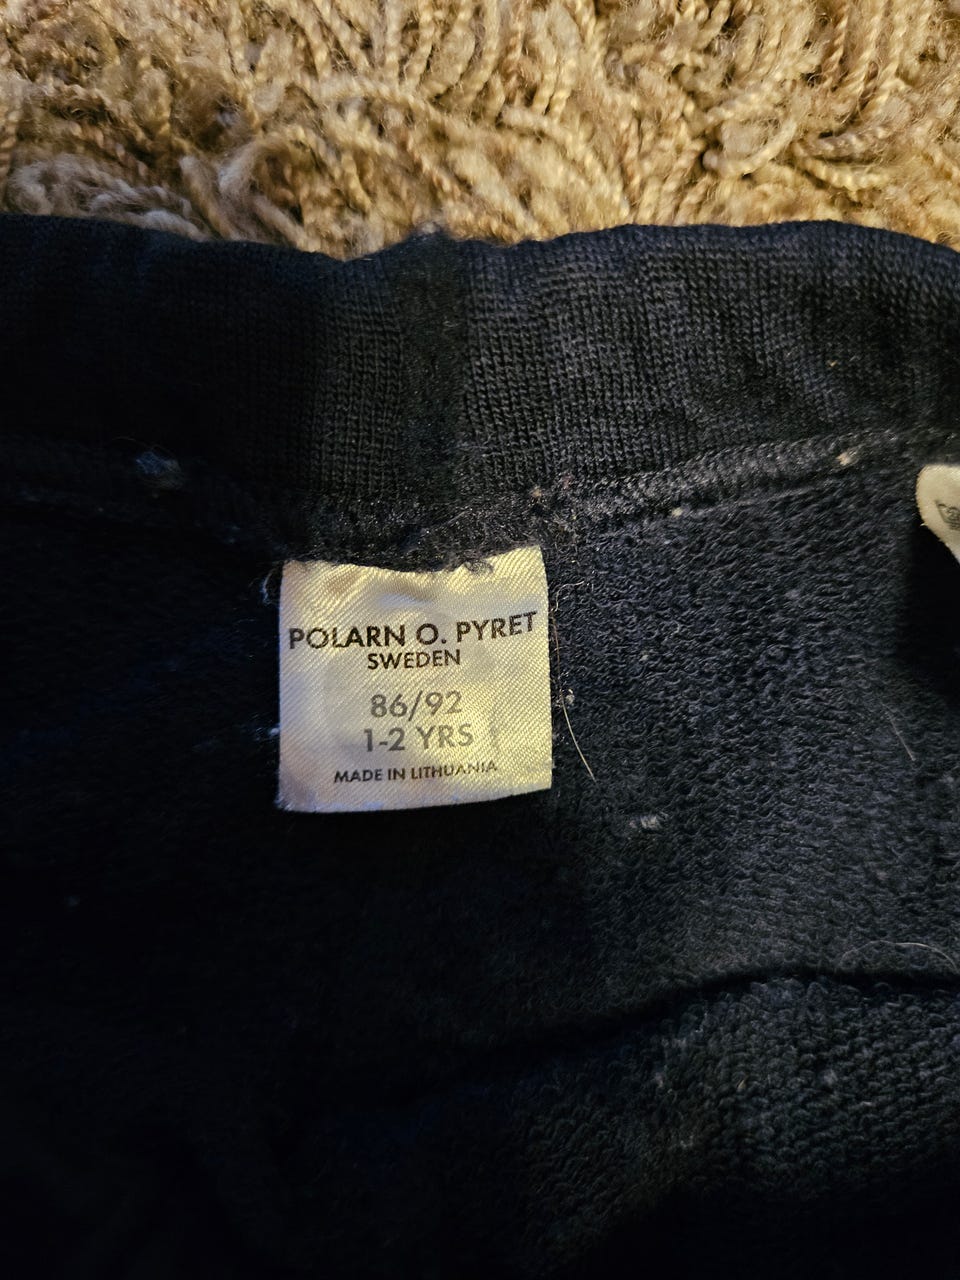 POLARN O. PYRET
SWEDEN
86/92
1-2 YRS
MADE IN LITHUANIA